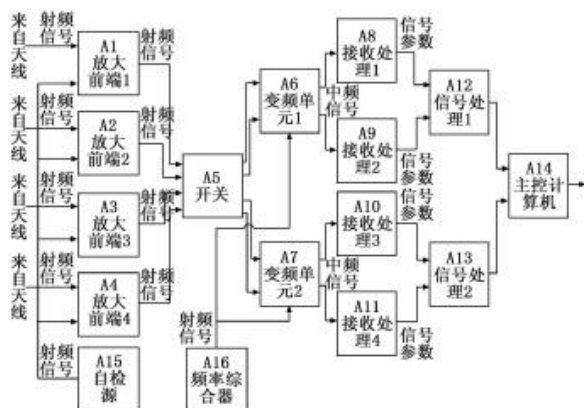 来自天线
射频信号
A1
放大
前端1
射频
信号
来自天线
射频信号
A2
放大
前端2
射频
信号
来自天线
射频信号
A3
放大
前端3
射频
信号
来自天线
射频信号
A4
放大
前端4
射频
信号
射频
信号
A15
自检
源
A5
开关
射频
信号
A16
频率综
合器
A6
变频单
元1
中频
信号
A7
变频单
元2
中频
信号
A8
接收处
理1
信号
参数
A9
接收处
理2
信号
参数
A10
接收处
理3
信号
参数
A11
接收处
理4
信号
参数
A12
信号处
理1
A13
信号处
理2
A14
主控计
算机